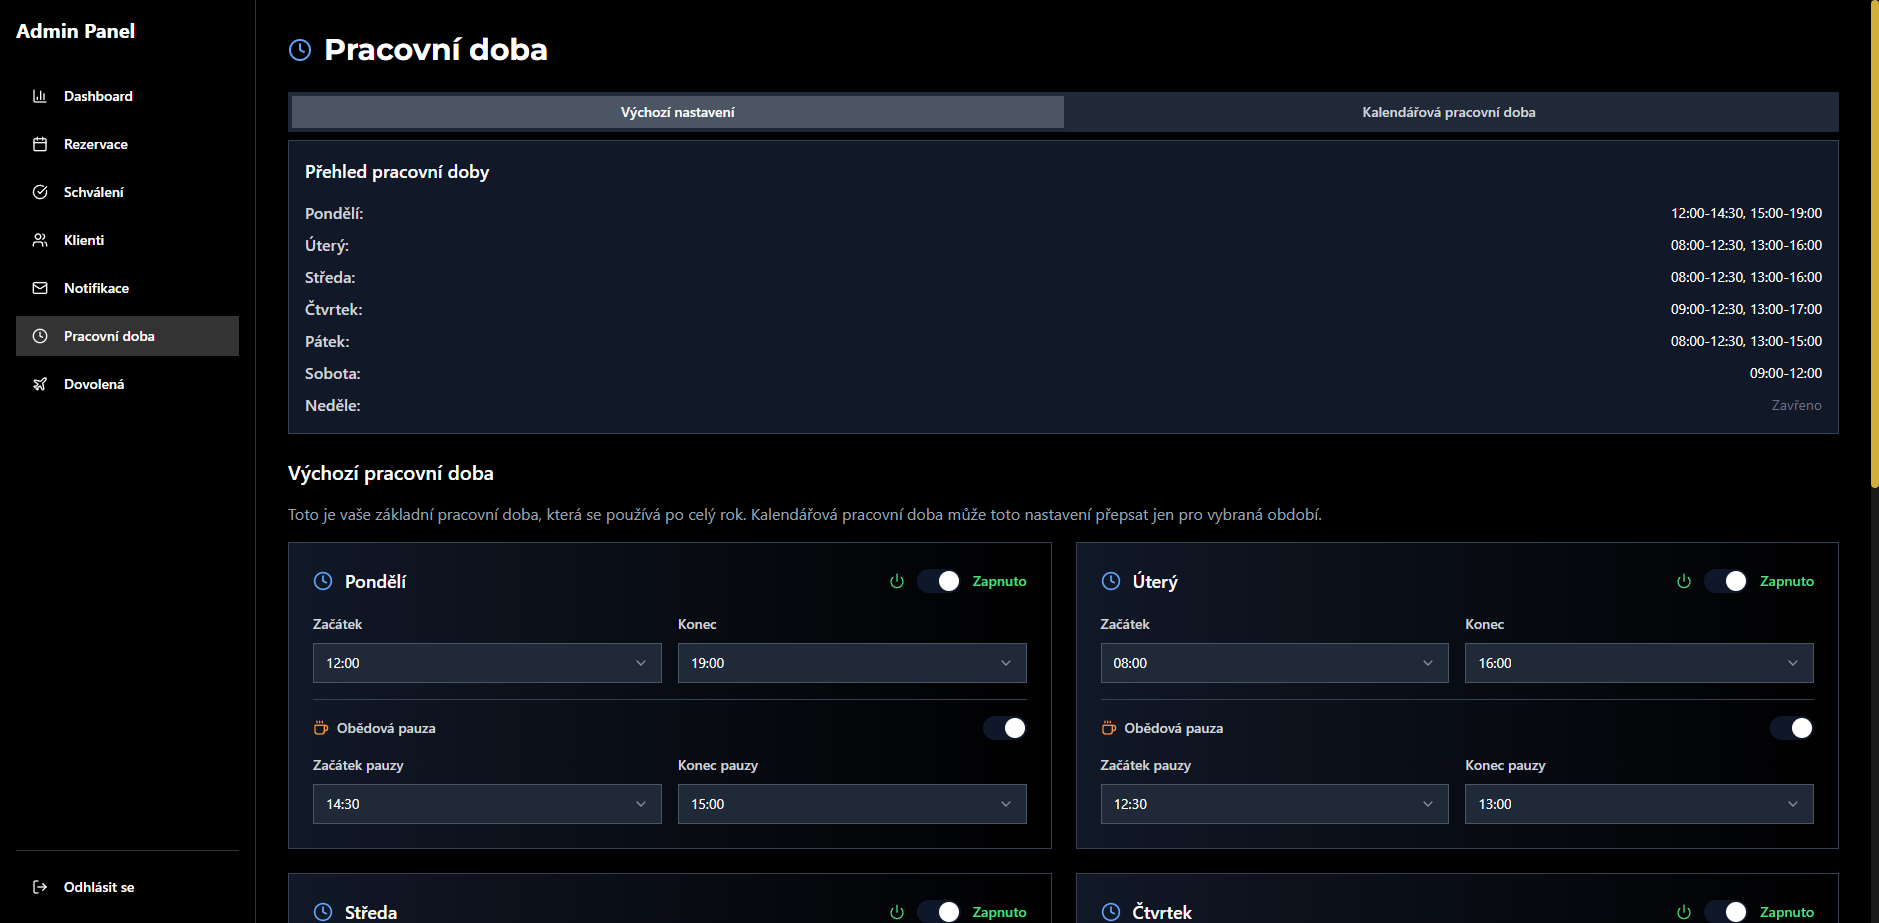 Admin Panel
Dashboard
Rezervace
Schválení
Klienti
Notifikace
Pracovní doba
Dovolená
Odhlásit se
Pracovní doba
Výchozí nastavení
Kalendářová pracovní doba
Přehled pracovní doby
Pondělí: 12:00-14:30, 15:00-19:00
Úterý: 08:00-12:30, 13:00-16:00
Středa: 08:00-12:30, 13:00-16:00
Čtvrtek: 09:00-12:30, 13:00-17:00
Pátek: 08:00-12:30, 13:00-15:00
Sobota: 09:00-12:00
Neděle: Zavřeno
Výchozí pracovní doba
Toto je vaše základní pracovní doba, která se používá po celý rok. Kalendářová pracovní doba může toto nastavení přepsat jen pro vybraná období.
Pondělí Zapnuto
Začátek Konec
12:00 19:00
Obědová pauza
Začátek pauzy Konec pauzy
14:30 15:00
Úterý Zapnuto
Začátek Konec
08:00 16:00
Obědová pauza
Začátek pauzy Konec pauzy
12:30 13:00
Středa Zapnuto
Čtvrtek Zapnuto